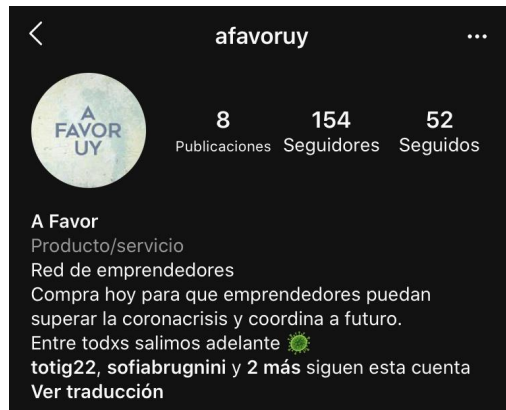 afavoruy
A
FAVOR
UY
8 154 52
Publicaciones Seguidores Seguidos
A Favor
Producto/servicio
Red de emprendedores
Compra hoy para que emprendedores puedan
superar la coronacrisis y coordina a futuro.
Entre todxs salimos adelante 🦠
totig22, sofiabrugnini y 2 más siguen esta cuenta
Ver traducción